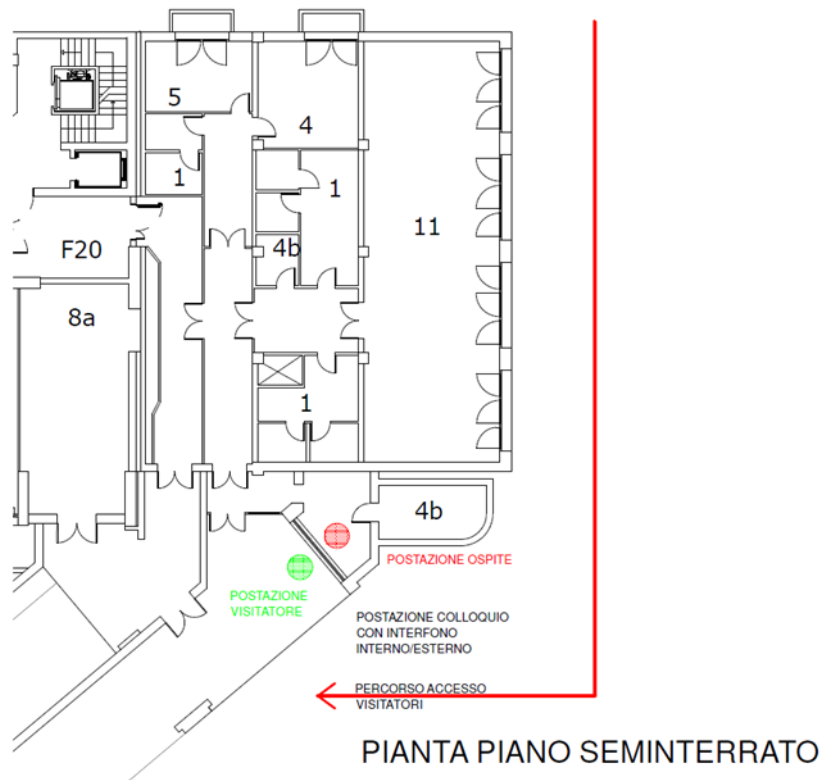 5
4
1
1
11
4b
F20
8a
1
4b
POSTAZIONE OSPITE
POSTAZIONE
VISITATORE
POSTAZIONE COLLOQUIO
CON INTERFONO
INTERNO/ESTERNO
PERCORSO ACCESSO
VISITATORI
PIANTA PIANO SEMINTERRATO